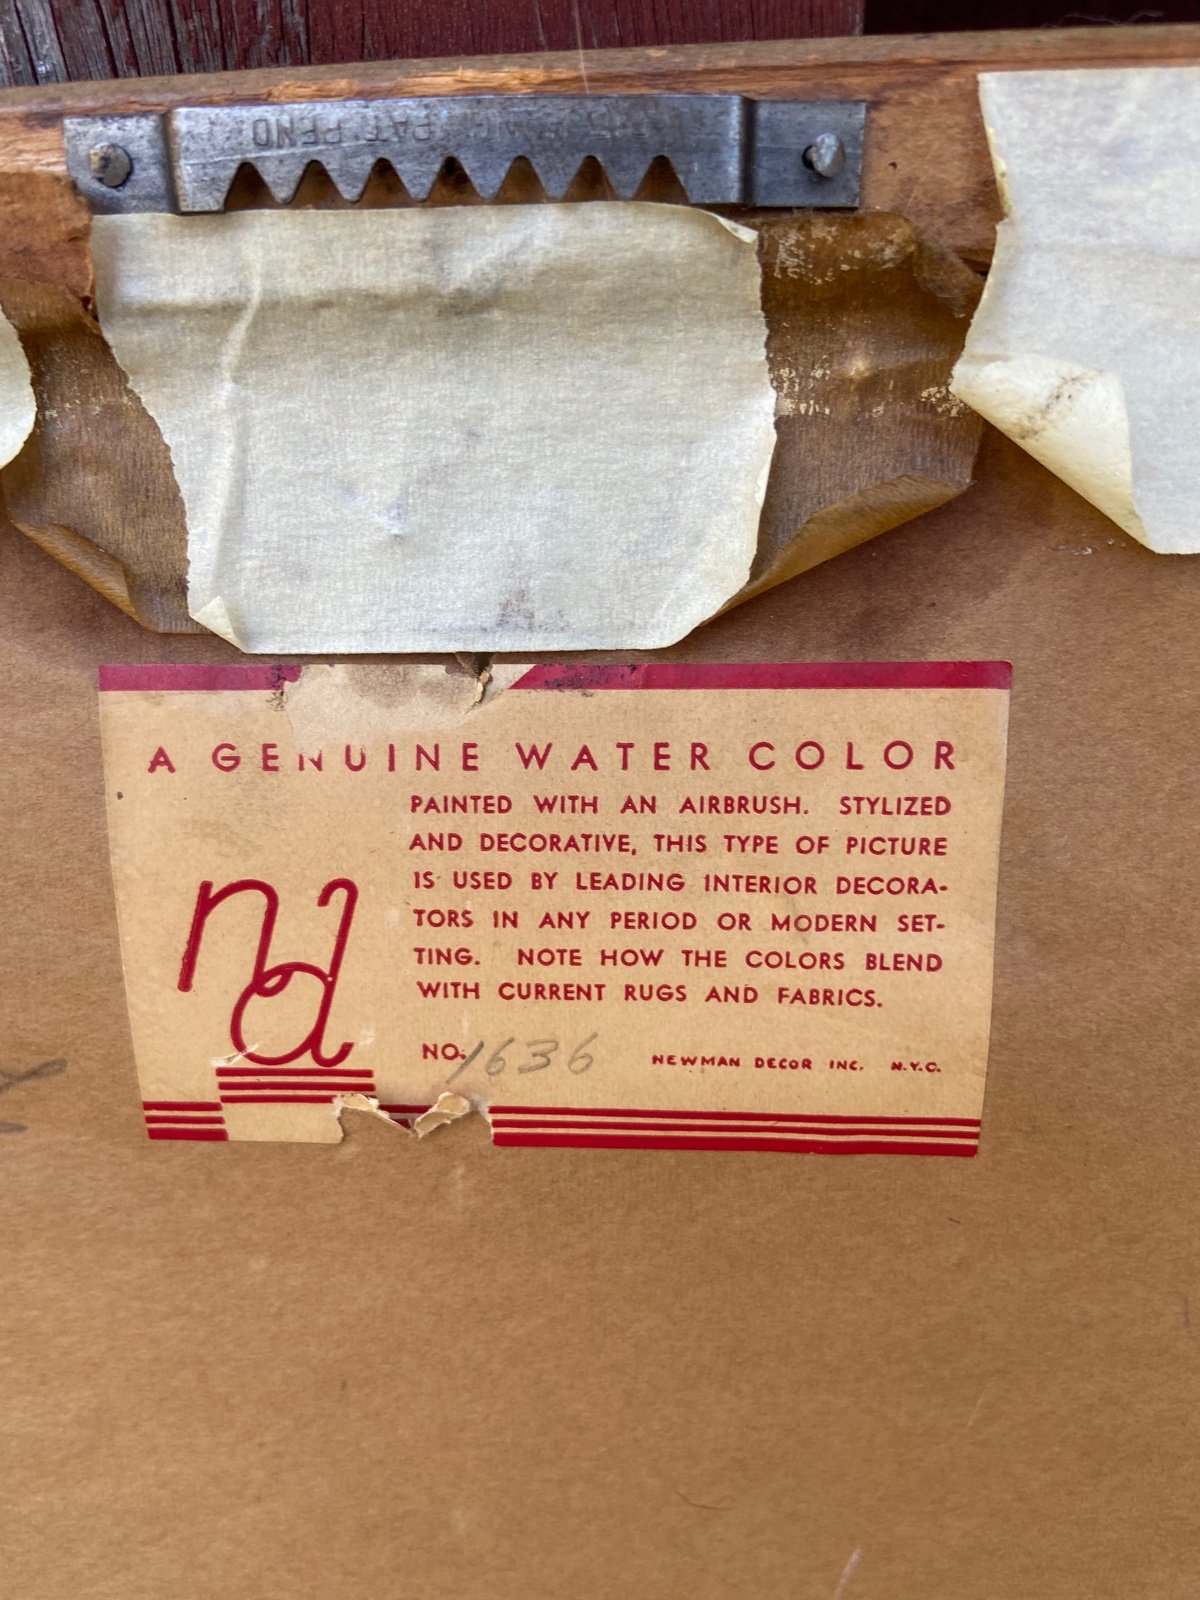 PAT. PEND
A GENUINE WATER COLOR
PAINTED WITH AN AIRBRUSH. STYLIZED
AND DECORATIVE, THIS TYPE OF PICTURE
IS USED BY LEADING INTERIOR DECORA-
TORS IN ANY PERIOD OR MODERN SET-
TING. NOTE HOW THE COLORS BLEND
WITH CURRENT RUGS AND FABRICS.
nd
NO. 1636 NEWMAN DECOR INC. N.Y.C.